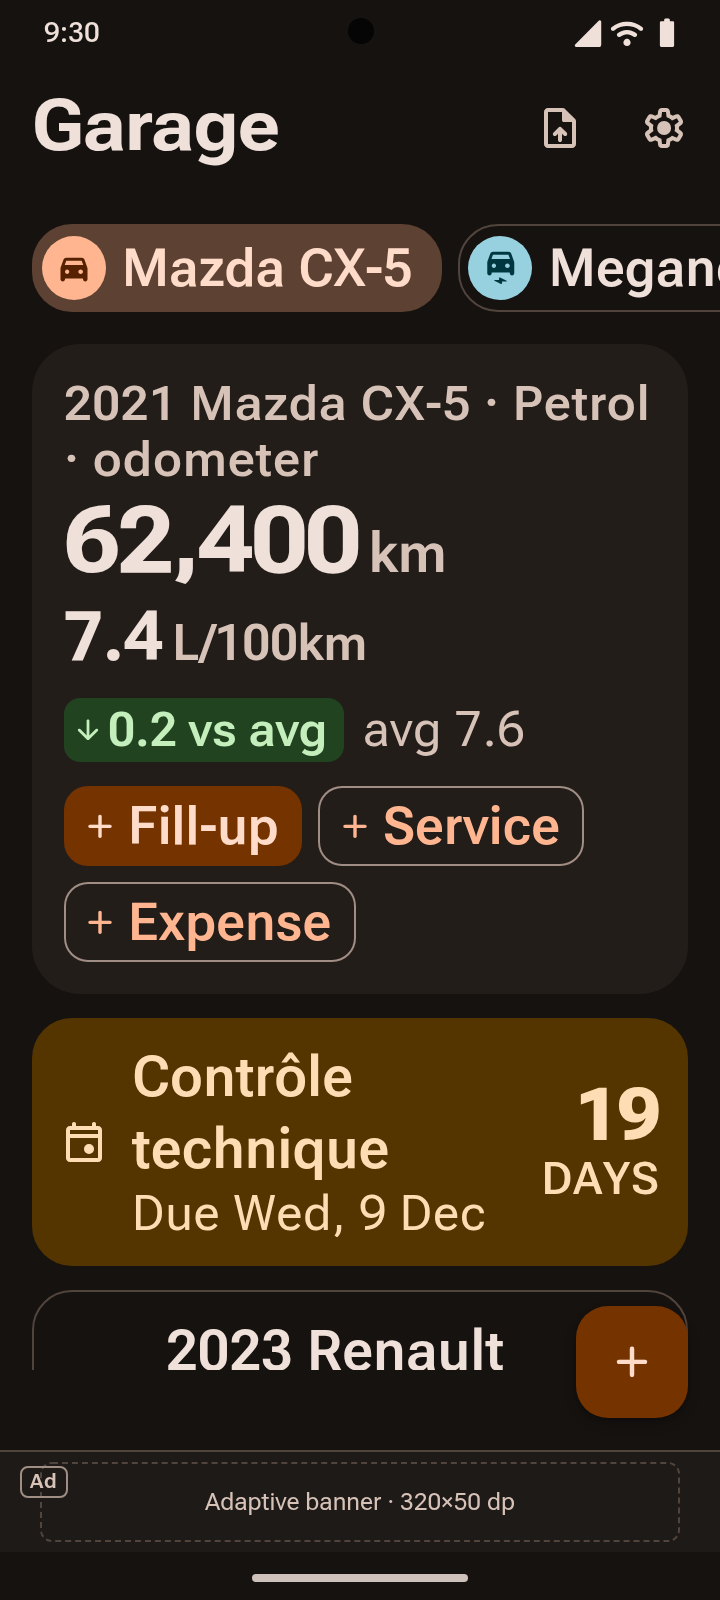 9:30
Garage
Mazda CX-5
Megan
2021 Mazda CX-5 · Petrol
· odometer
62,400 km
7.4 L/100km
0.2 vs avg
avg 7.6
+ Fill-up
+ Service
+ Expense
Contrôle
technique
Due Wed, 9 Dec
19
DAYS
2023 Renault
+
Ad
Adaptive banner · 320×50 dp